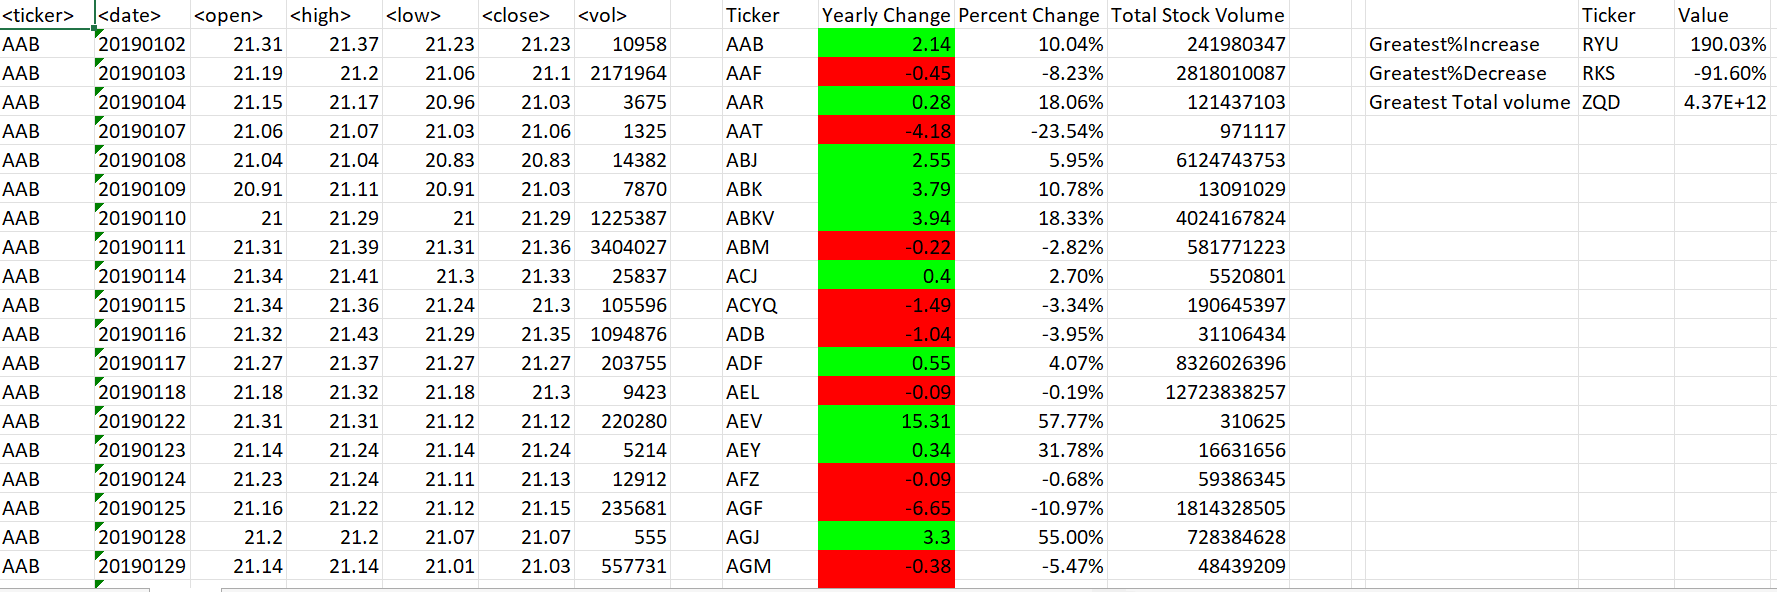 <ticker> <date> <open> <high> <low> <close> <vol> Ticker Yearly Change Percent Change Total Stock Volume Ticker Value
AAB 20190102 21.31 21.37 21.23 21.23 10958 AAB 2.14 10.04% 241980347 Greatest%Increase RYU 190.03%
AAB 20190103 21.19 21.2 21.06 21.1 2171964 AAF -0.45 -8.23% 2818010087 Greatest%Decrease RKS -91.60%
AAB 20190104 21.15 21.17 20.96 21.03 3675 AAR 0.28 18.06% 121437103 Greatest Total volume ZQD 4.37E+12
AAB 20190107 21.06 21.07 21.03 21.06 1325 AAT -4.18 -23.54% 971117
AAB 20190108 21.04 21.04 20.83 20.83 14382 ABJ 2.55 5.95% 6124743753
AAB 20190109 20.91 21.11 20.91 21.03 7870 ABK 3.79 10.78% 13091029
AAB 20190110 21 21.29 21 21.29 1225387 ABKV 3.94 18.33% 4024167824
AAB 20190111 21.31 21.39 21.31 21.36 3404027 ABM -0.22 -2.82% 581771223
AAB 20190114 21.34 21.41 21.3 21.33 25837 ACJ 0.4 2.70% 5520801
AAB 20190115 21.34 21.36 21.24 21.3 105596 ACYQ -1.49 -3.34% 190645397
AAB 20190116 21.32 21.43 21.29 21.35 1094876 ADB -1.04 -3.95% 31106434
AAB 20190117 21.27 21.37 21.27 21.27 203755 ADF 0.55 4.07% 8326026396
AAB 20190118 21.18 21.32 21.18 21.3 9423 AEL -0.09 -0.19% 12723838257
AAB 20190122 21.31 21.31 21.12 21.12 220280 AEV 15.31 57.77% 310625
AAB 20190123 21.14 21.24 21.14 21.24 5214 AEY 0.34 31.78% 16631656
AAB 20190124 21.23 21.24 21.11 21.13 12912 AFZ -0.09 -0.68% 59386345
AAB 20190125 21.16 21.22 21.12 21.15 235681 AGF -6.65 -10.97% 1814328505
AAB 20190128 21.2 21.2 21.07 21.07 555 AGJ 3.3 55.00% 728384628
AAB 20190129 21.14 21.14 21.01 21.03 557731 AGM -0.38 -5.47% 48439209